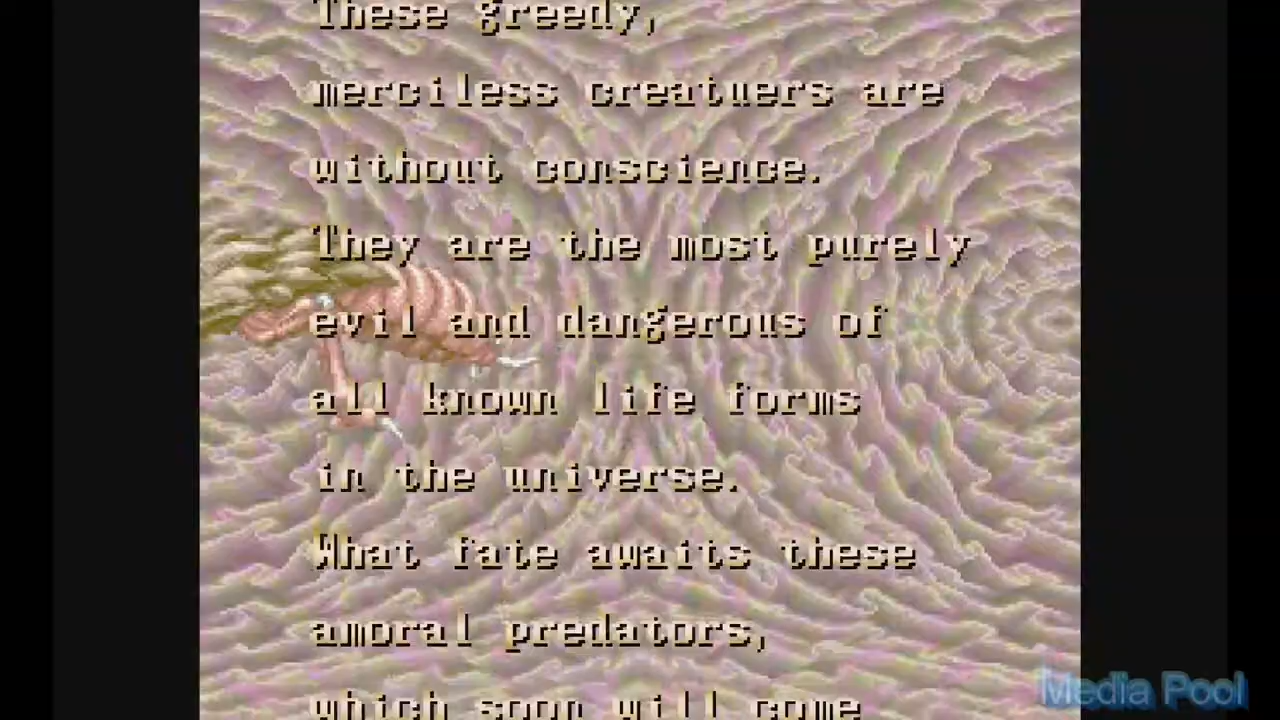 These greedy,
merciless creatuers are
without conscience.
They are the most purely
evil and dangerous of
all known life forms
in the universe.
What fate awaits these
amoral predators,
which soon will come
Media Pool